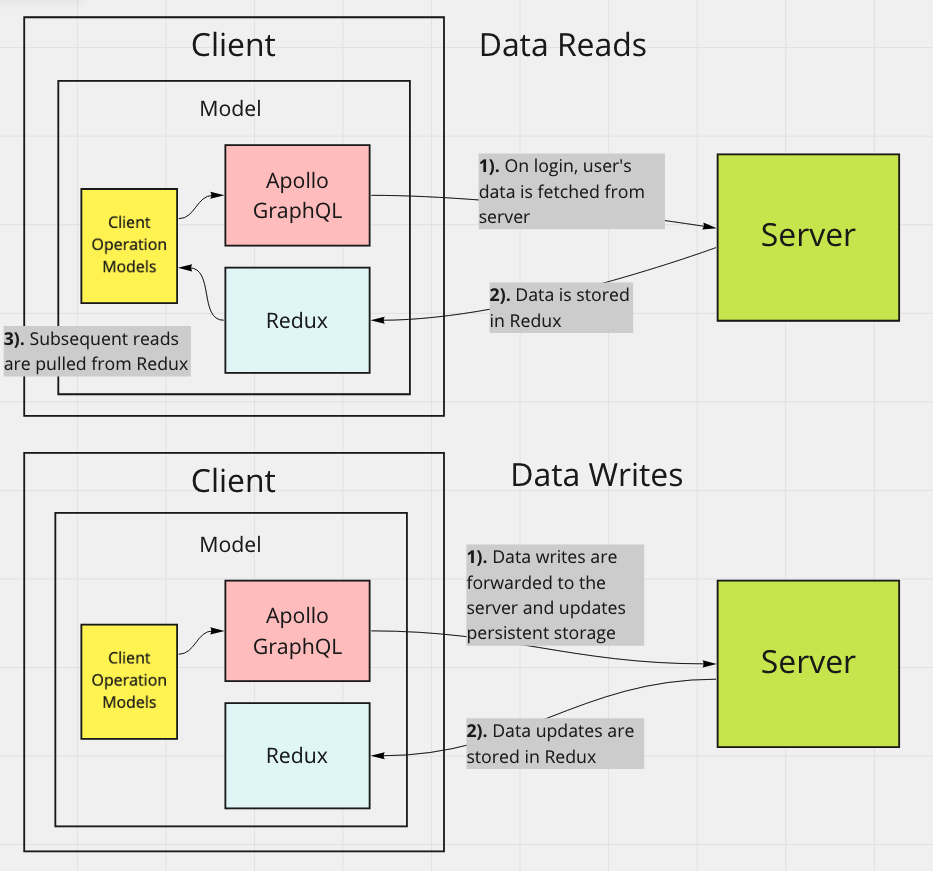 Client
Data Reads
Model
Apollo
GraphQL
Client
Operation
Models
Redux
1). On login, user's
data is fetched from
server
Server
2). Data is stored
in Redux
3). Subsequent reads
are pulled from Redux
Client
Data Writes
Model
Apollo
GraphQL
Client
Operation
Models
Redux
1). Data writes are
forwarded to the
server and updates
persistent storage
Server
2). Data updates are
stored in Redux